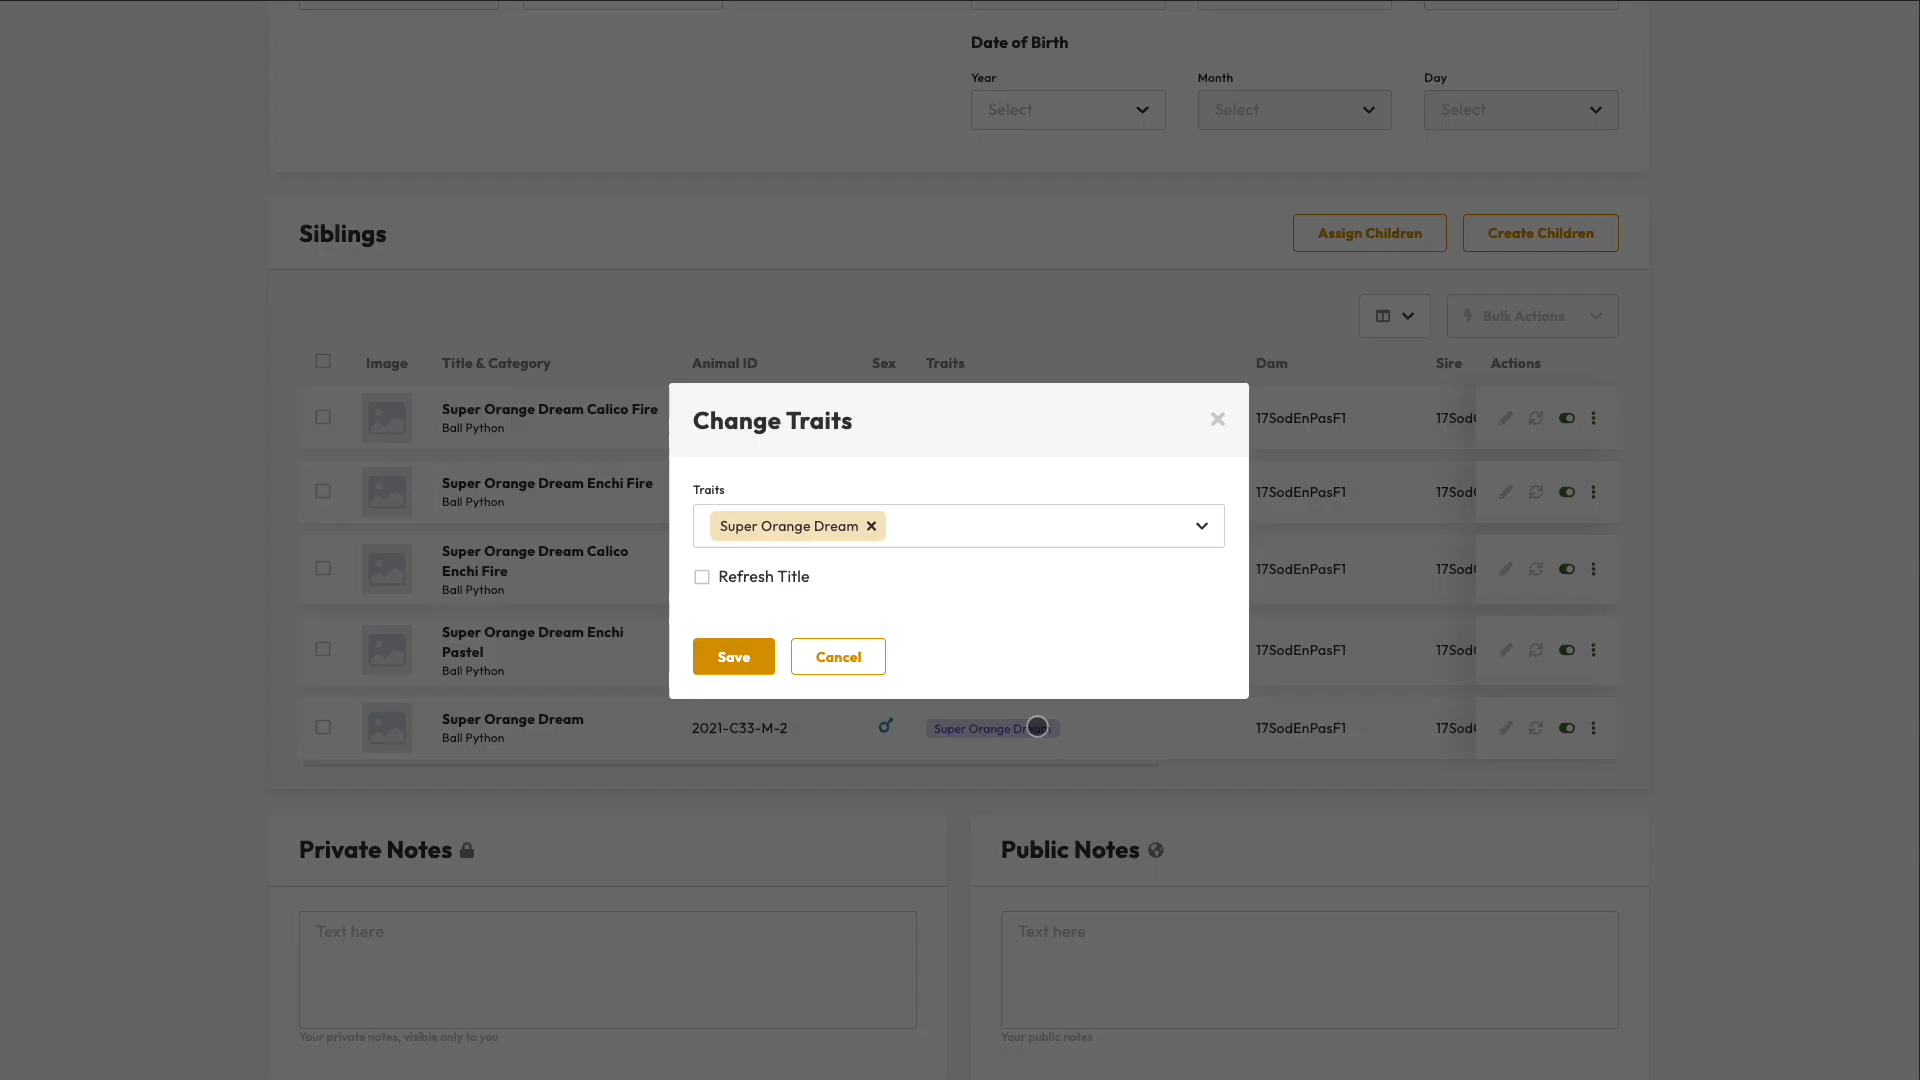 Date of Birth
Year Month Day
Select Select Select
Siblings
Assign Children Create Children
Bulk Actions
Image Title & Category Animal ID Sex Traits Dam Sire Actions
Super Orange Dream Calico Fire
Ball Python
17SodEnPasF1 17Sod
Super Orange Dream Enchi Fire
Ball Python
17SodEnPasF1 17Sod
Super Orange Dream Calico
Enchi Fire
Ball Python
17SodEnPasF1 17Sod
Super Orange Dream Enchi
Pastel
Ball Python
17SodEnPasF1 17Sod
Super Orange Dream
Ball Python
2021-C33-M-2 Super Orange Dream 17SodEnPasF1 17Sod
Change Traits
Traits
Super Orange Dream
Refresh Title
Save Cancel
Private Notes
Text here
Your private notes, visible only to you
Public Notes
Text here
Your public notes